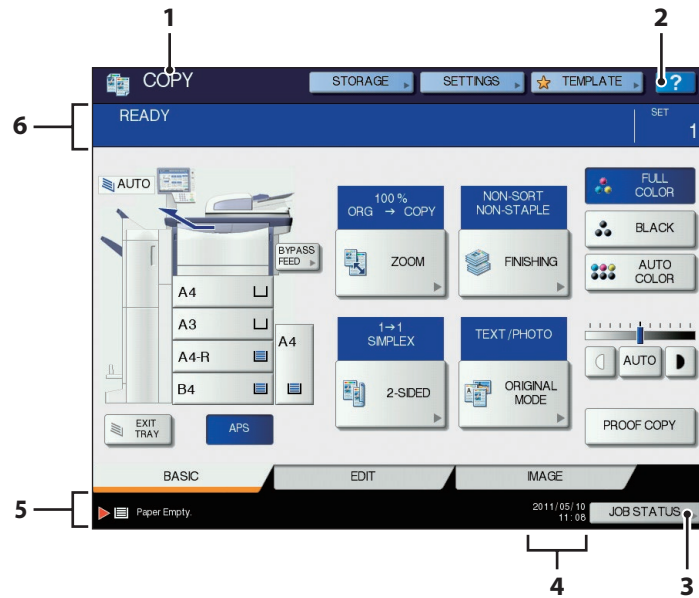 1
2
COPY
STORAGE
SETTINGS
TEMPLATE
?
6
READY
SET
1
AUTO
BYPASS
FEED
A4
A3
A4-R
B4
A4
EXIT
TRAY
APS
100 %
ORG → COPY
ZOOM
NON-SORT
NON-STAPLE
FINISHING
1→1
SIMPLEX
2-SIDED
TEXT/PHOTO
ORIGINAL
MODE
FULL
COLOR
BLACK
AUTO
COLOR
AUTO
PROOF COPY
BASIC
EDIT
IMAGE
5
Paper Empty.
2011/05/10
11:08
JOB STATUS
4
3